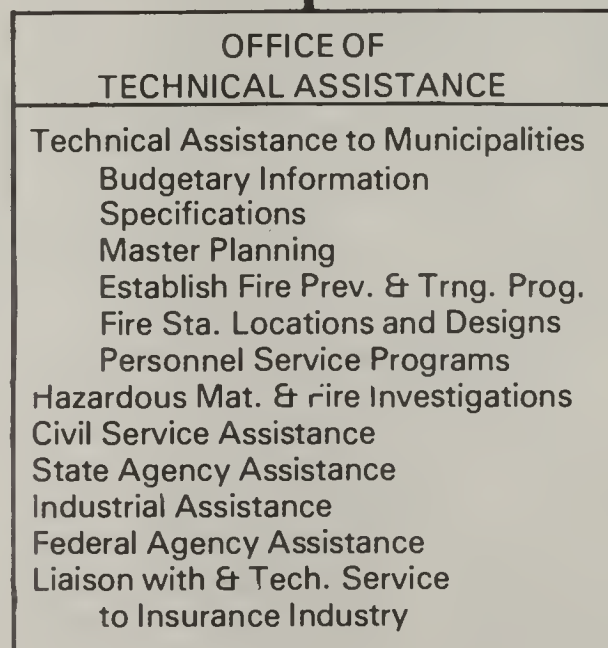 OFFICE OF
TECHNICAL ASSISTANCE
Technical Assistance to Municipalities
Budgetary Information
Specifications
Master Planning
Establish Fire Prev. & Trng. Prog.
Fire Sta. Locations and Designs
Personnel Service Programs
Hazardous Mat. & Fire Investigations
Civil Service Assistance
State Agency Assistance
Industrial Assistance
Federal Agency Assistance
Liaison with & Tech. Service
to Insurance Industry